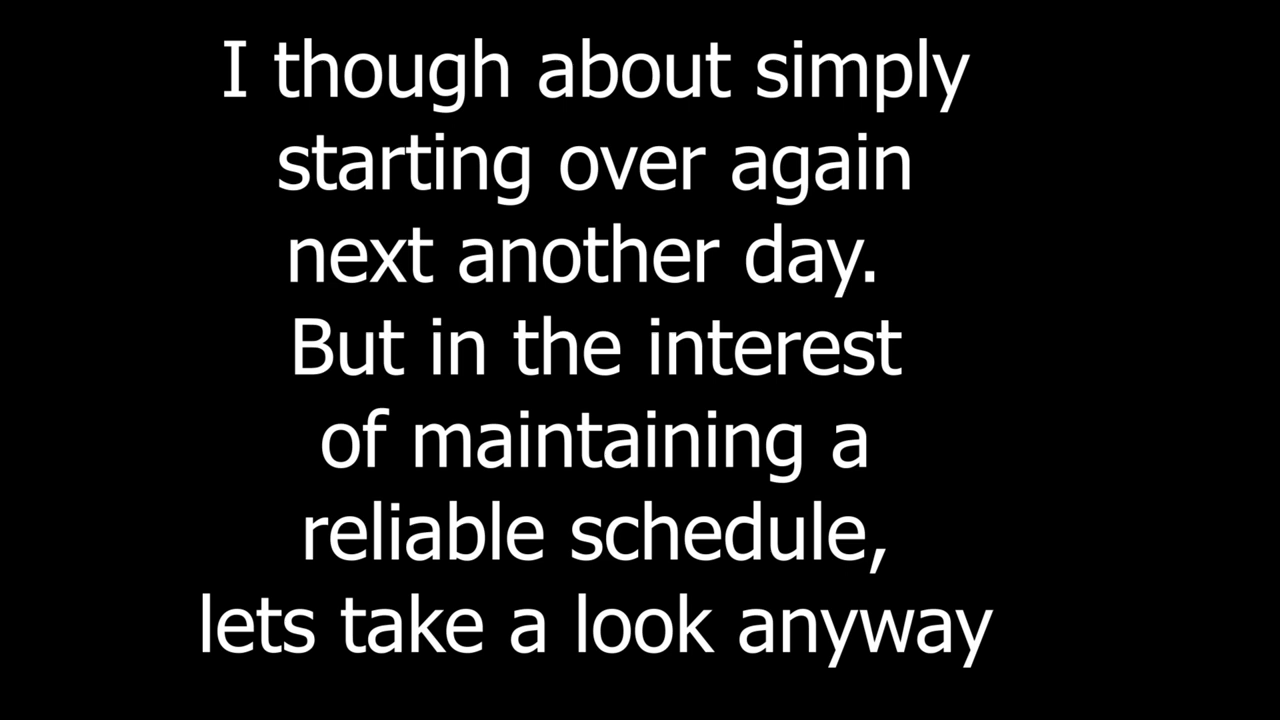 I though about simply
starting over again
next another day.
But in the interest
of maintaining a
reliable schedule,
lets take a look anyway